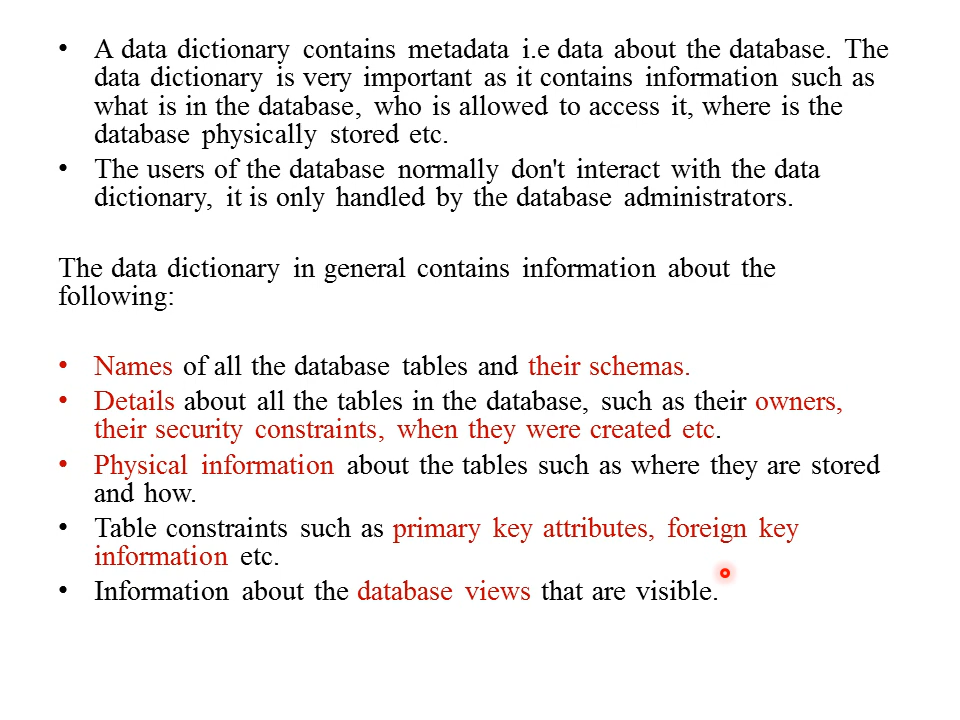 • A data dictionary contains metadata i.e data about the database. The
data dictionary is very important as it contains information such as
what is in the database, who is allowed to access it, where is the
database physically stored etc.
• The users of the database normally don't interact with the data
dictionary, it is only handled by the database administrators.
The data dictionary in general contains information about the
following:
• Names of all the database tables and their schemas.
• Details about all the tables in the database, such as their owners,
their security constraints, when they were created etc.
• Physical information about the tables such as where they are stored
and how.
• Table constraints such as primary key attributes, foreign key
information etc.
• Information about the database views that are visible.